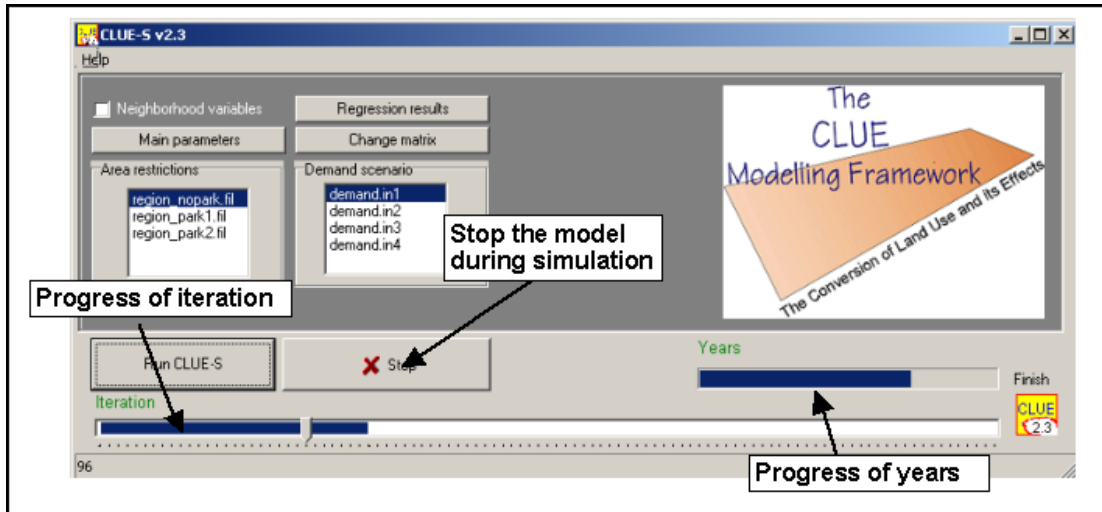 CLUE-S v2.3
Help
Neighborhood variables
Regression results
Main parameters
Change matrix
Area restrictions
region_nopark.fil
region_park1.fil
region_park2.fil
Demand scenario
demand.in1
demand.in2
demand.in3
demand.in4
The
CLUE
Modelling Framework
The Conversion of Land Use and its Effects
Stop the model
during simulation
Progress of iteration
Run CLUE-S
Stop
Years
Finish
CLUE
2.3
Iteration
96
Progress of years